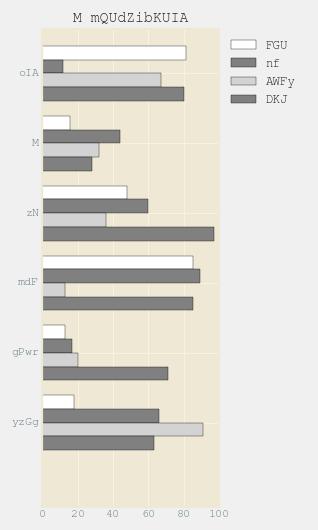 M mQUdZibKUIA
FGU
nf
AWFy
DKJ
oIA
M
zN
mdF
gPwr
yzGg
0 20 40 60 80 100